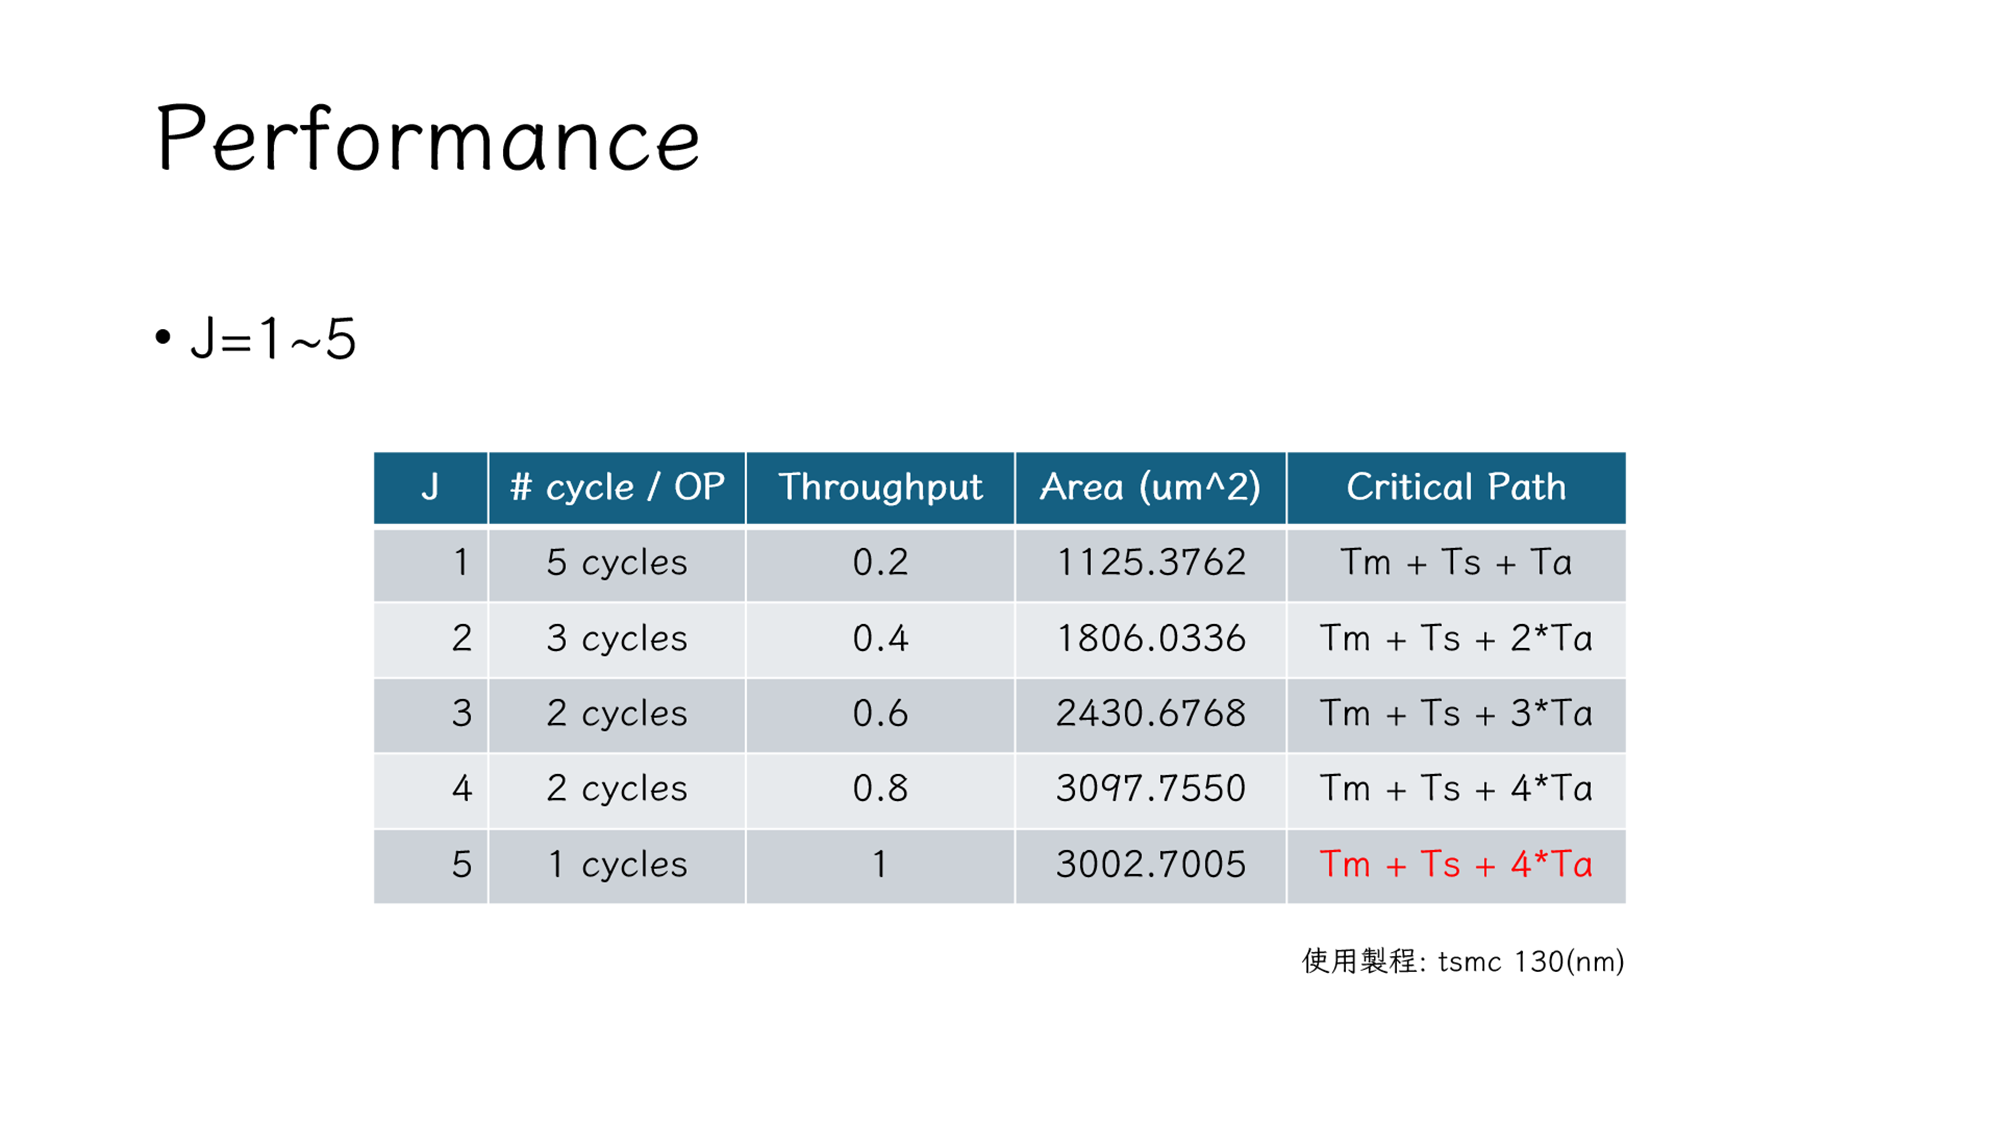 Performance
• J=1~5
J # cycle / OP Throughput Area (um^2) Critical Path
1 5 cycles 0.2 1125.3762 Tm + Ts + Ta
2 3 cycles 0.4 1806.0336 Tm + Ts + 2*Ta
3 2 cycles 0.6 2430.6768 Tm + Ts + 3*Ta
4 2 cycles 0.8 3097.7550 Tm + Ts + 4*Ta
5 1 cycles 1 3002.7005 Tm + Ts + 4*Ta
使用製程: tsmc 130(nm)